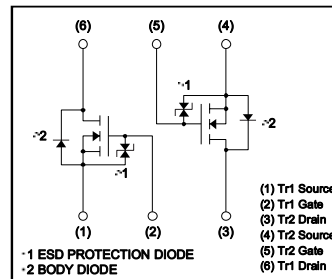 (6) (5) (4)
*1
*2 *2
*1
(1) (2) (3)
(1) Tr1 Source
(2) Tr1 Gate
(3) Tr2 Drain
(4) Tr2 Source
(5) Tr2 Gate
(6) Tr1 Drain
*1 ESD PROTECTION DIODE
*2 BODY DIODE